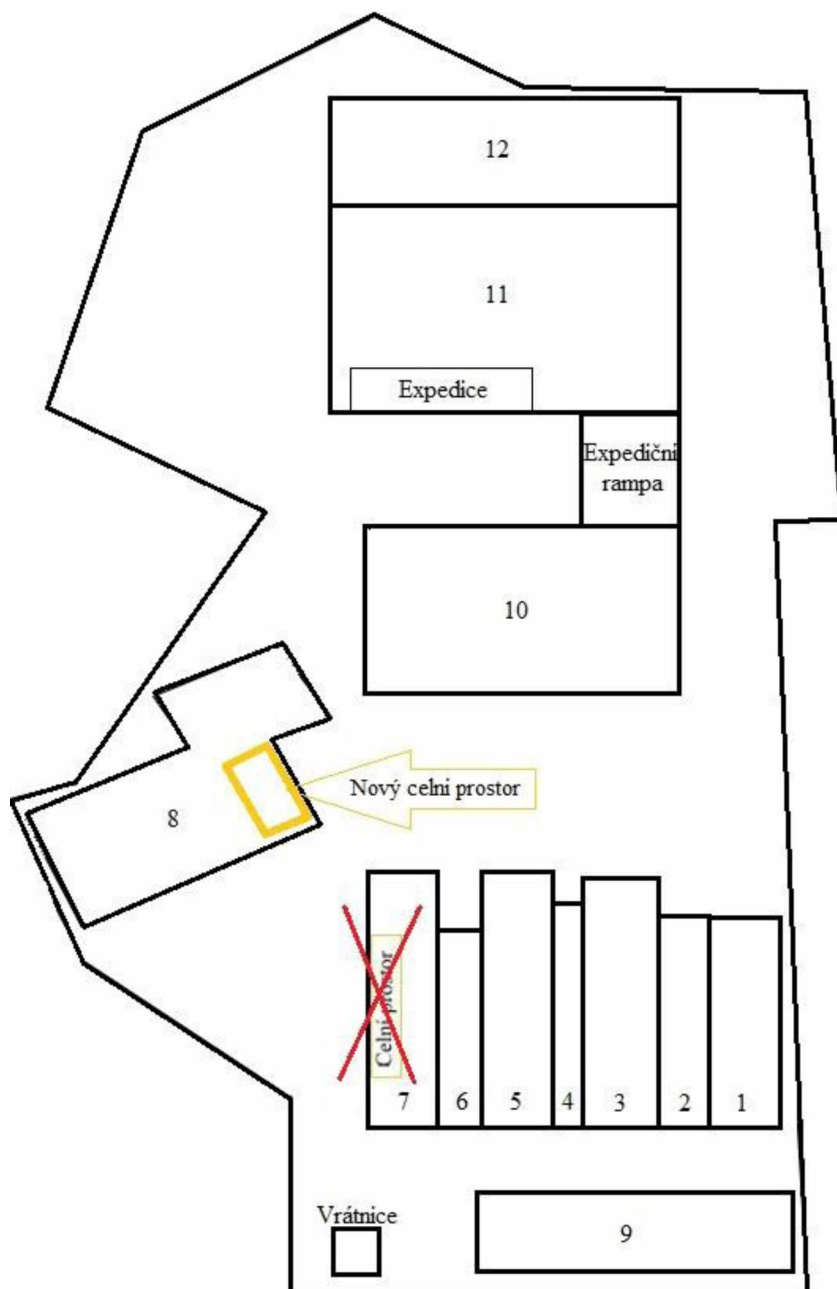 12
11
Expedice
Expediční
rampa
10
Nový celní prostor
8
Celní prostor
7
6
5
4
3
2
1
Vrátnice
9